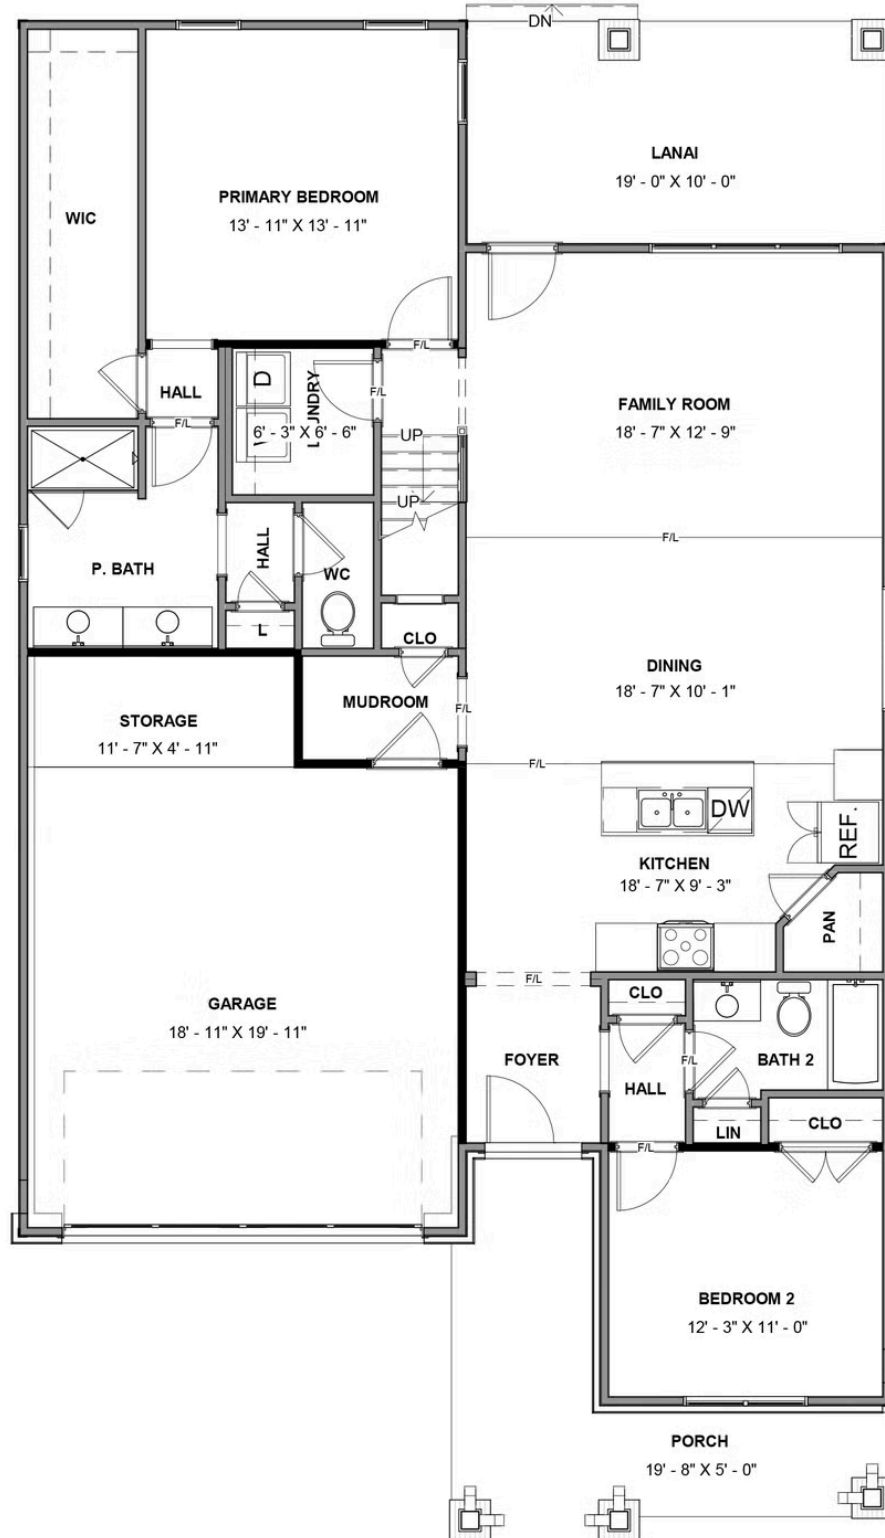 DN
LANAI
19' - 0" X 10' - 0"
PRIMARY BEDROOM
13' - 11" X 13' - 11"
WIC
F/L
HALL
F/L
D
LAUNDRY
6' - 3" X 6' - 6"
F/L
F/L
UP
UP
FAMILY ROOM
18' - 7" X 12' - 9"
F/L
P. BATH
HALL
WC
L
CLO
DINING
18' - 7" X 10' - 1"
MUDROOM
F/L
STORAGE
11' - 7" X 4' - 11"
F/L
DW
REF.
KITCHEN
18' - 7" X 9' - 3"
PAN
F/L
CLO
GARAGE
18' - 11" X 19' - 11"
FOYER
HALL
F/L
BATH 2
LIN
CLO
F/L
BEDROOM 2
12' - 3" X 11' - 0"
PORCH
19' - 8" X 5' - 0"